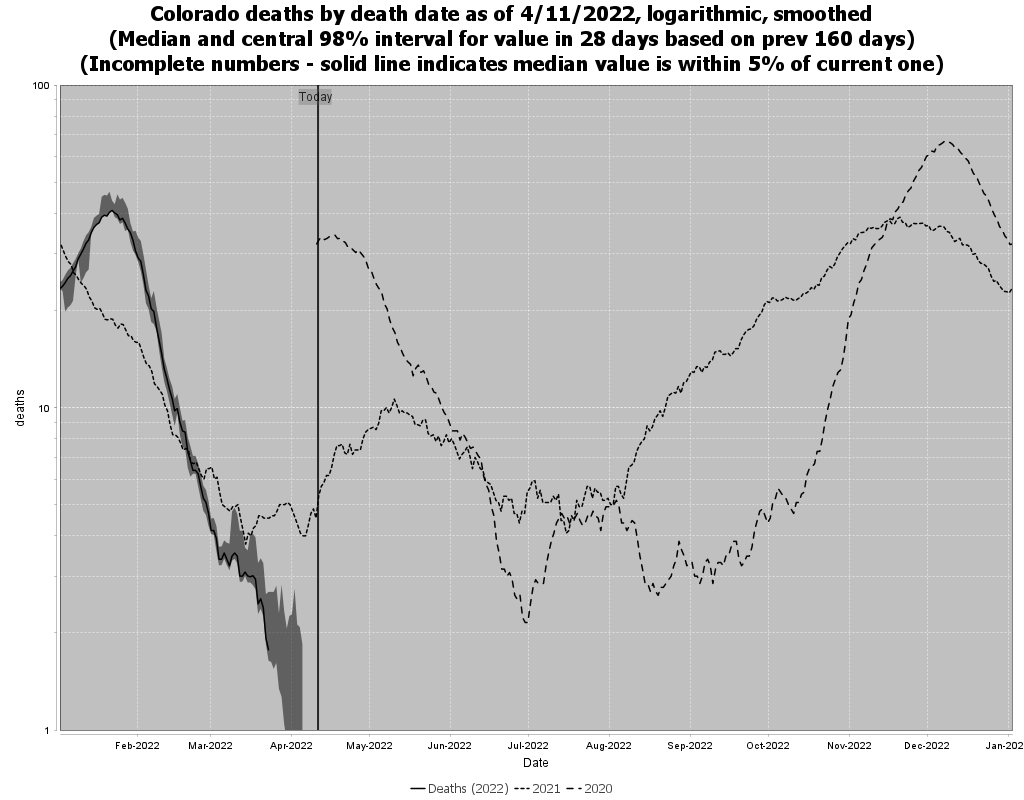 Colorado deaths by death date as of 4/11/2022, logarithmic, smoothed
(Median and central 98% interval for value in 28 days based on prev 160 days)
(Incomplete numbers - solid line indicates median value is within 5% of current one)
100
Today
deaths
10
1
Feb-2022 Mar-2022 Apr-2022 May-2022 Jun-2022 Jul-2022 Aug-2022 Sep-2022 Oct-2022 Nov-2022 Dec-2022 Jan-202
Date
Deaths (2022) 2021 2020